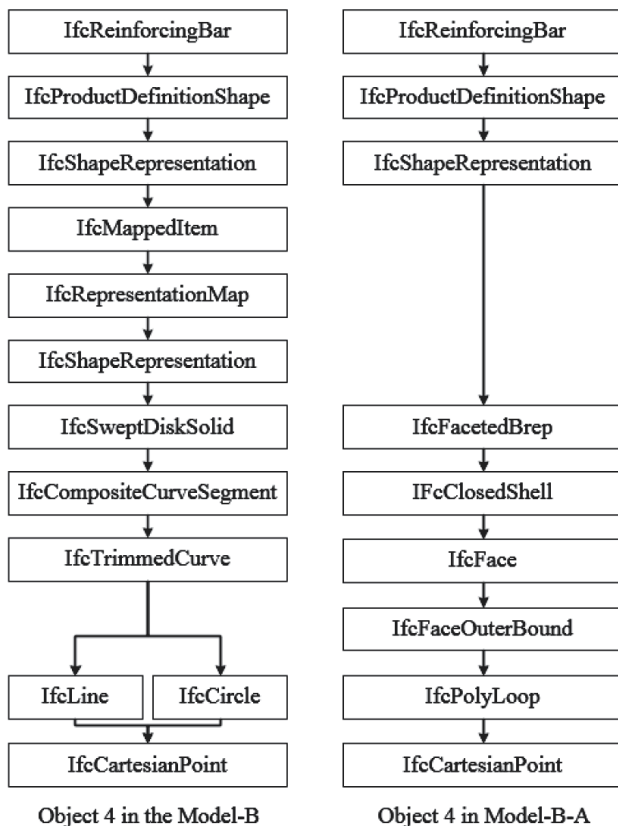 IfcReinforcingBar
IfcProductDefinitionShape
IfcShapeRepresentation
IfcMappedItem
IfcRepresentationMap
IfcShapeRepresentation
IfcSweptDiskSolid
IfcCompositeCurveSegment
IfcTrimmedCurve
IfcLine
IfcCircle
IfcCartesianPoint
Object 4 in the Model-B
IfcReinforcingBar
IfcProductDefinitionShape
IfcShapeRepresentation
IfcFacetedBrep
IFcClosedShell
IfcFace
IfcFaceOuterBound
IfcPolyLoop
IfcCartesianPoint
Object 4 in Model-B-A